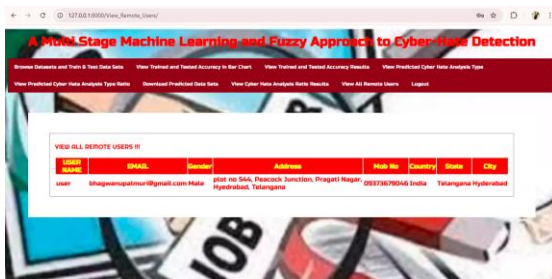 127.0.0.1:8000/View_Remote_Users/
A Multi Stage Machine Learning and Fuzzy Approach to Cyber-Hate Detection
Browse Datasets and Train & Test Data Sets View Trained and Tested Accuracy in Bar Chart View Trained and Tested Accuracy Results View Predicted Cyber Hate Analysis Type
View Predicted Cyber Hate Analysis Type Ratio Download Predicted Data Sets View Cyber Hate Analysis Ratio Results View All Remote Users Logout
VIEW ALL REMOTE USERS !!!
USER NAME EMAIL Gender Address Mob No Country State City
user bhagwanupalmuri@gmail.com Male plot no 544, Peacock Junction, Pragati Nagar, Hyedrabad, Telangana 09373679046 India Telangana Hyderabad
JOB
JOB